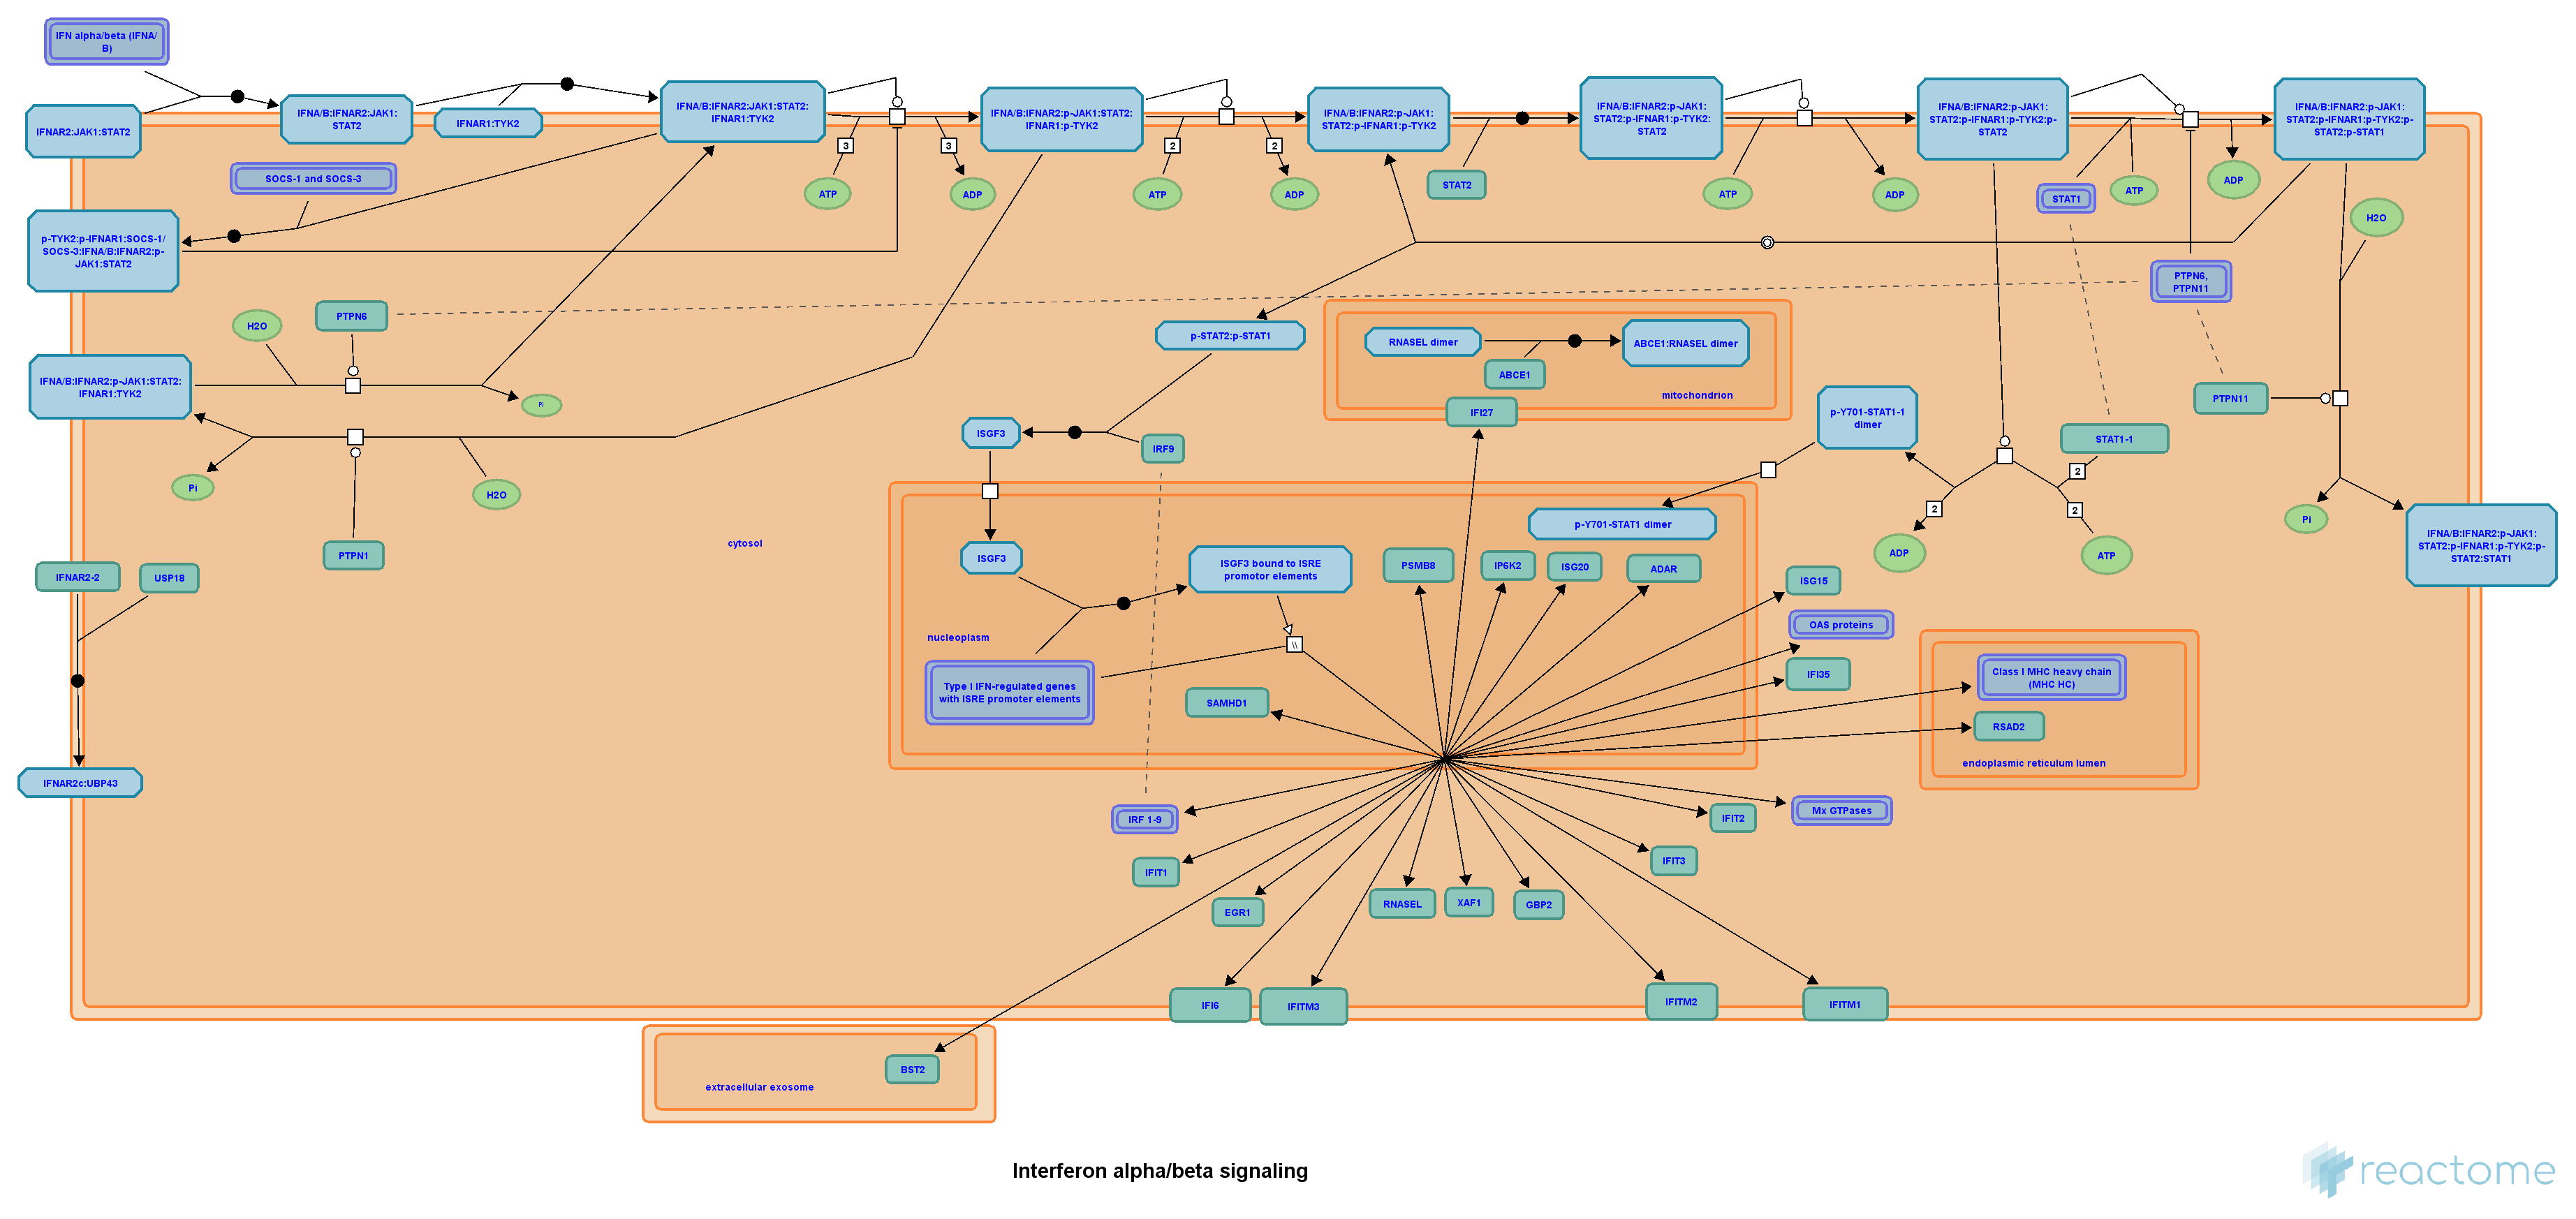 IFN alpha/beta (IFNA/
B)
IFNAR2:JAK1:STAT2
IFNA/B:IFNAR2:JAK1:
STAT2
IFNAR1:TYK2
IFNA/B:IFNAR2:JAK1:STAT2:
IFNAR1:TYK2
3
3
ATP
ADP
IFNA/B:IFNAR2:p-JAK1:STAT2:
IFNAR1:p-TYK2
2
2
ATP
ADP
IFNA/B:IFNAR2:p-JAK1:
STAT2:p-IFNAR1:p-TYK2
STAT2
IFNA/B:IFNAR2:p-JAK1:
STAT2:p-IFNAR1:p-TYK2:
STAT2
ATP
ADP
IFNA/B:IFNAR2:p-JAK1:
STAT2:p-IFNAR1:p-TYK2:p-
STAT2
STAT1
ATP
ADP
IFNA/B:IFNAR2:p-JAK1:
STAT2:p-IFNAR1:p-TYK2:p-
STAT2:p-STAT1
H2O
SOCS-1 and SOCS-3
p-TYK2:p-IFNAR1:SOCS-1/
SOCS-3:IFNA/B:IFNAR2:p-
JAK1:STAT2
PTPN6,
PTPN11
H2O
PTPN6
p-STAT2:p-STAT1
RNASEL dimer
ABCE1
ABCE1:RNASEL dimer
mitochondrion
IFI27
IFNA/B:IFNAR2:p-JAK1:STAT2:
IFNAR1:TYK2
Pi
PTPN11
p-Y701-STAT1-1
dimer
STAT1-1
2
2
2
ADP
ATP
ISGF3
IRF9
Pi
H2O
Pi
IFNA/B:IFNAR2:p-JAK1:
STAT2:p-IFNAR1:p-TYK2:p-
STAT2:STAT1
p-Y701-STAT1 dimer
cytosol
PTPN1
ISGF3
ISGF3 bound to ISRE
promotor elements
PSMB8
IP6K2
ISG20
ADAR
ISG15
IFNAR2-2
USP18
OAS proteins
nucleoplasm
\\
IFI35
Type I IFN-regulated genes
with ISRE promoter elements
SAMHD1
Class I MHC heavy chain
(MHC HC)
RSAD2
endoplasmic reticulum lumen
IFNAR2c:UBP43
IRF 1-9
IFIT2
Mx GTPases
IFIT1
IFIT3
EGR1
RNASEL
XAF1
GBP2
IFI6
IFITM3
IFITM2
IFITM1
BST2
extracellular exosome
Interferon alpha/beta signaling
reactome